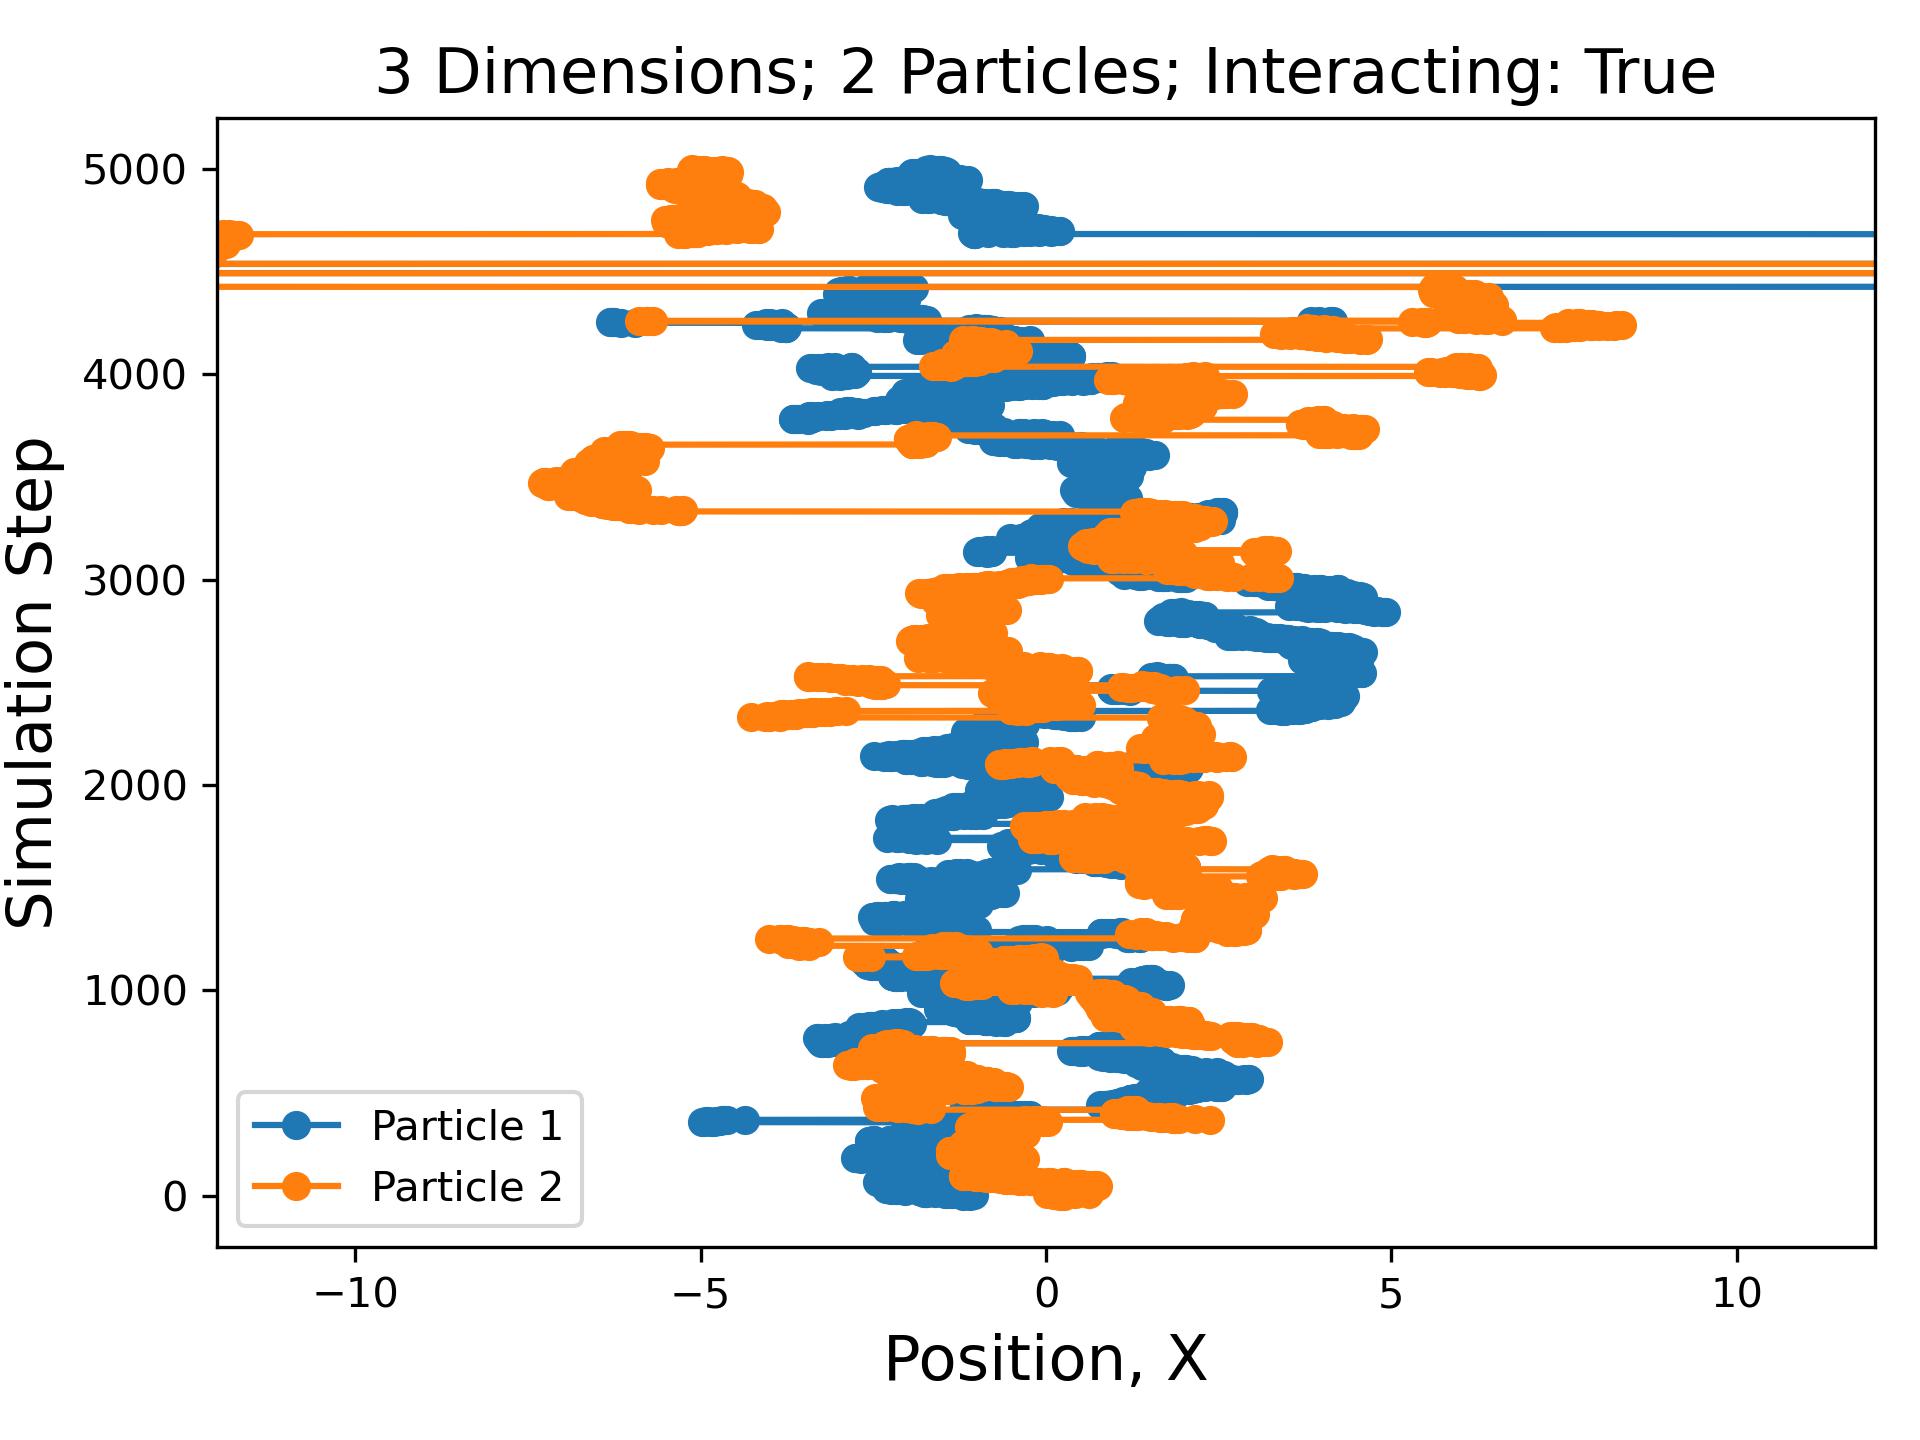 3 Dimensions; 2 Particles; Interacting: True
Simulation Step
5000
4000
3000
2000
1000
0
Particle 1
Particle 2
−10
−5
0
5
10
Position, X